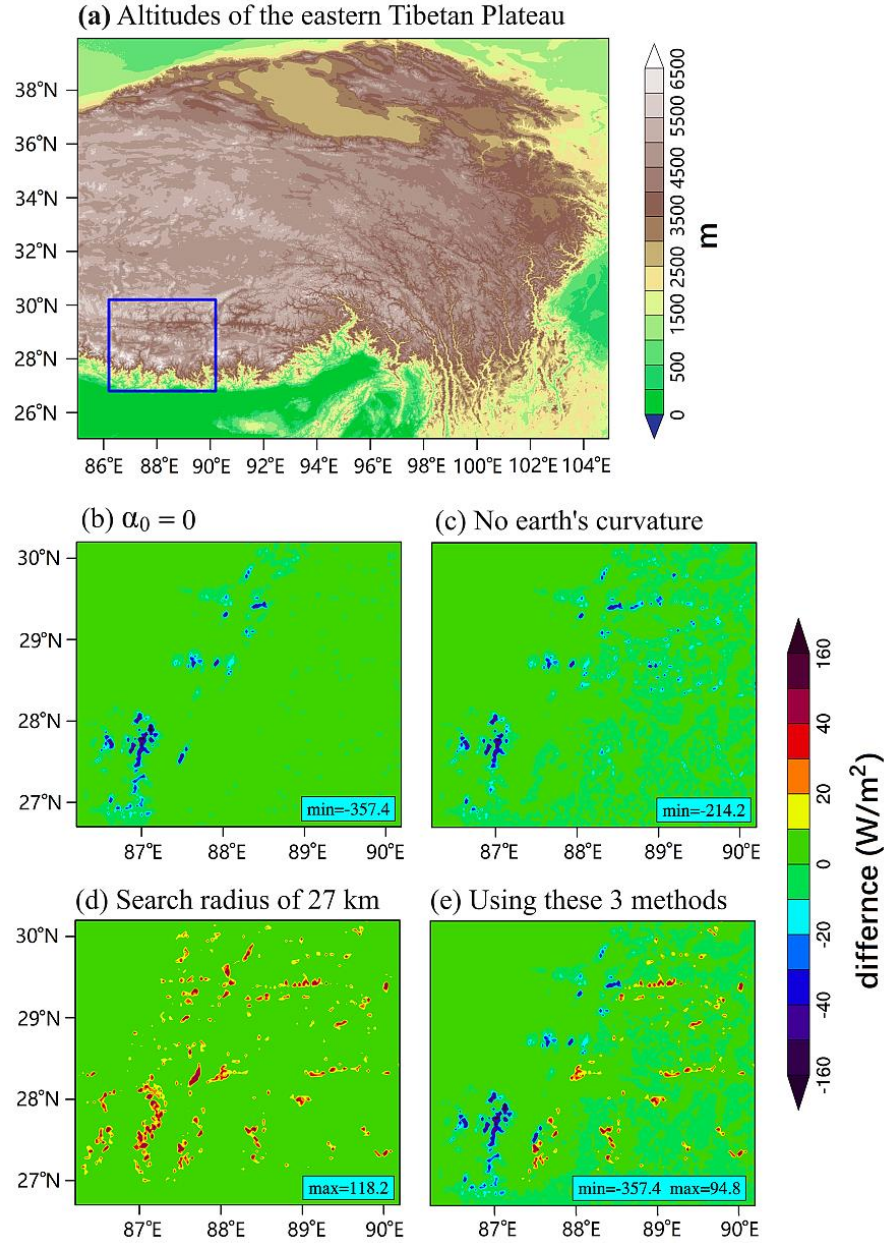 (a) Altitudes of the eastern Tibetan Plateau
38°N
36°N
34°N
32°N
30°N
28°N
26°N
86°E 88°E 90°E 92°E 94°E 96°E 98°E 100°E 102°E 104°E
6500
5500
4500
3500
2500
1500
500
0
m
(b) α₀ = 0
(c) No earth's curvature
30°N
29°N
28°N
27°N
min=-357.4
min=-214.2
87°E 88°E 89°E 90°E
87°E 88°E 89°E 90°E
(d) Search radius of 27 km
(e) Using these 3 methods
30°N
29°N
28°N
27°N
max=118.2
min=-357.4 max=94.8
87°E 88°E 89°E 90°E
87°E 88°E 89°E 90°E
160
40
20
0
-20
-40
-160
differnce (W/m²)